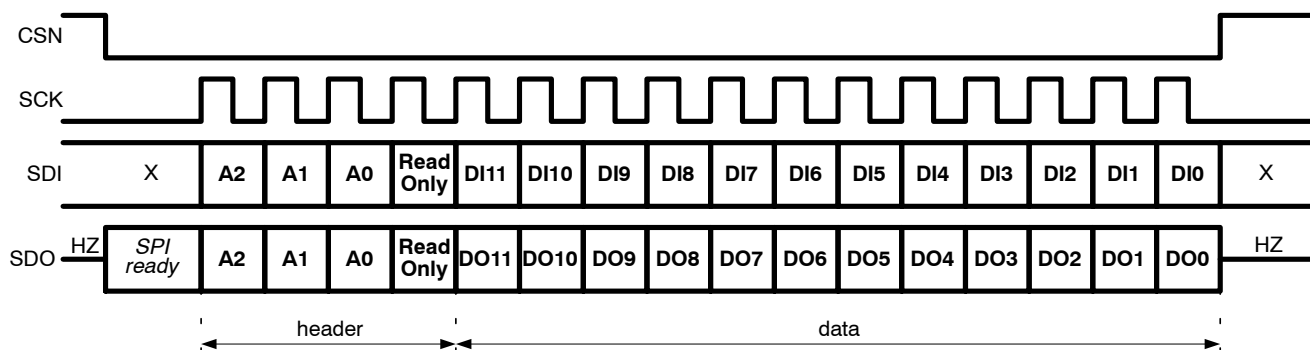 CSN
SCK
SDI X A2 A1 A0 Read Only DI11 DI10 DI9 DI8 DI7 DI6 DI5 DI4 DI3 DI2 DI1 DI0 X
SDO HZ SPI ready A2 A1 A0 Read Only DO11 DO10 DO9 DO8 DO7 DO6 DO5 DO4 DO3 DO2 DO1 DO0 HZ
header data